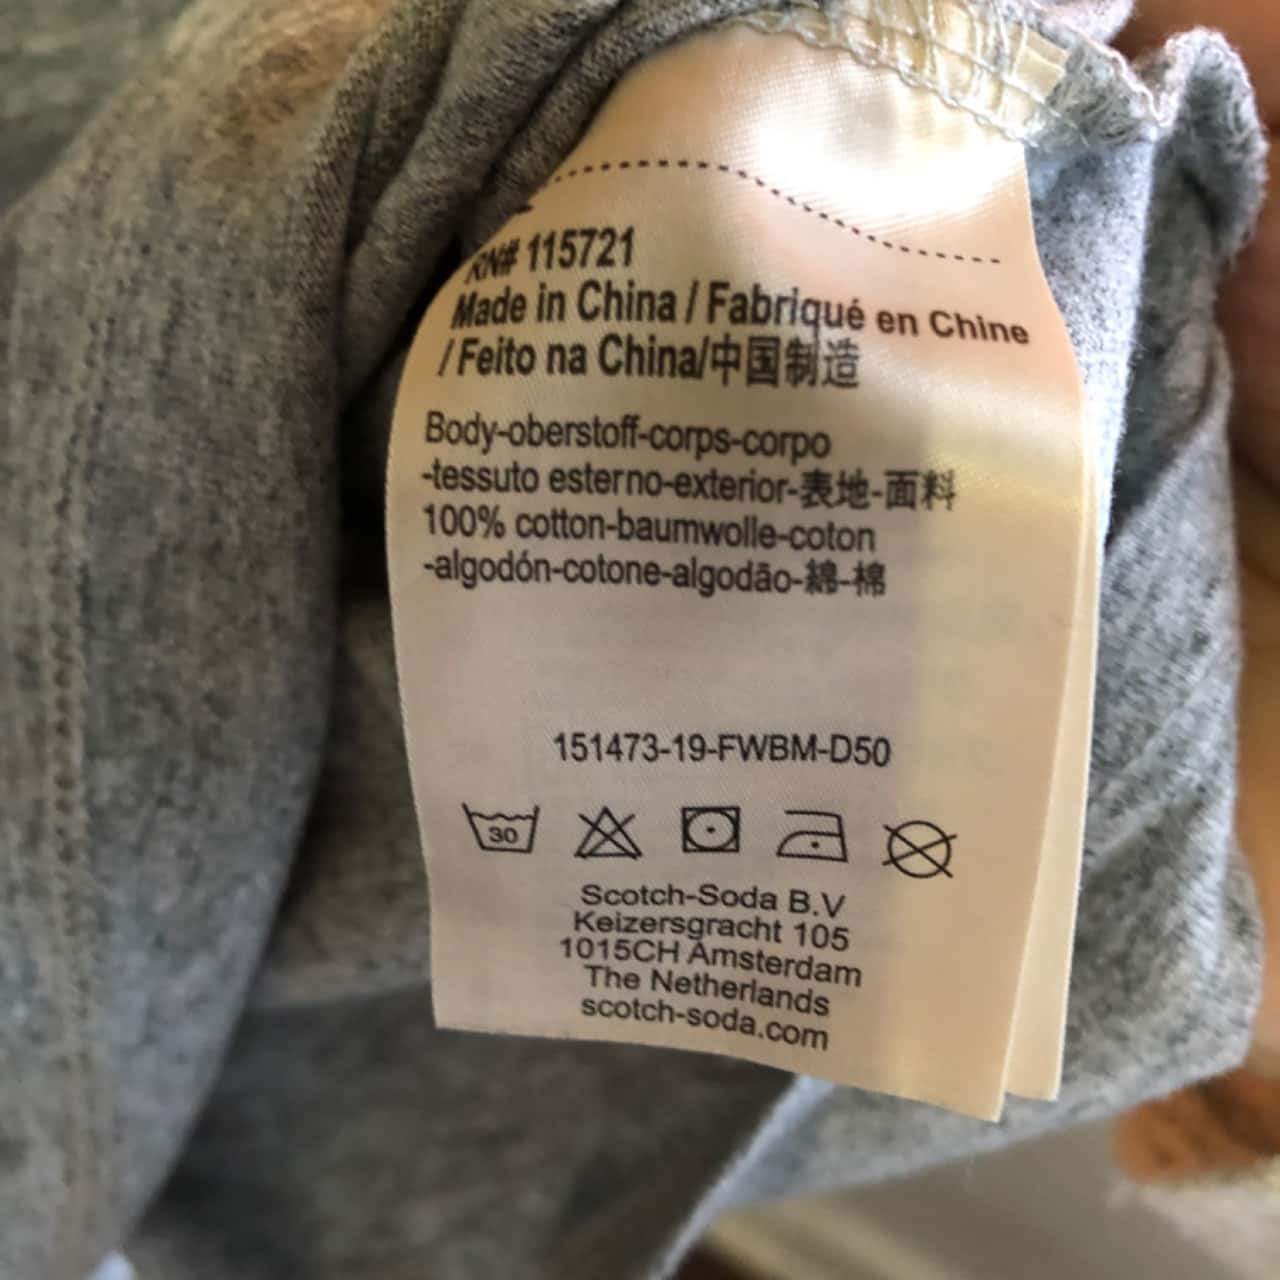 RN# 115721
Made in China / Fabriqué en Chine
/ Feito na China/中国制造
Body-oberstoff-corps-corpo
-tessuto esterno-exterior-表地-面料
100% cotton-baumwolle-coton
-algodón-cotone-algodão-綿-棉
151473-19-FWBM-D50
30
Scotch-Soda B.V
Keizersgracht 105
1015CH Amsterdam
The Netherlands
scotch-soda.com